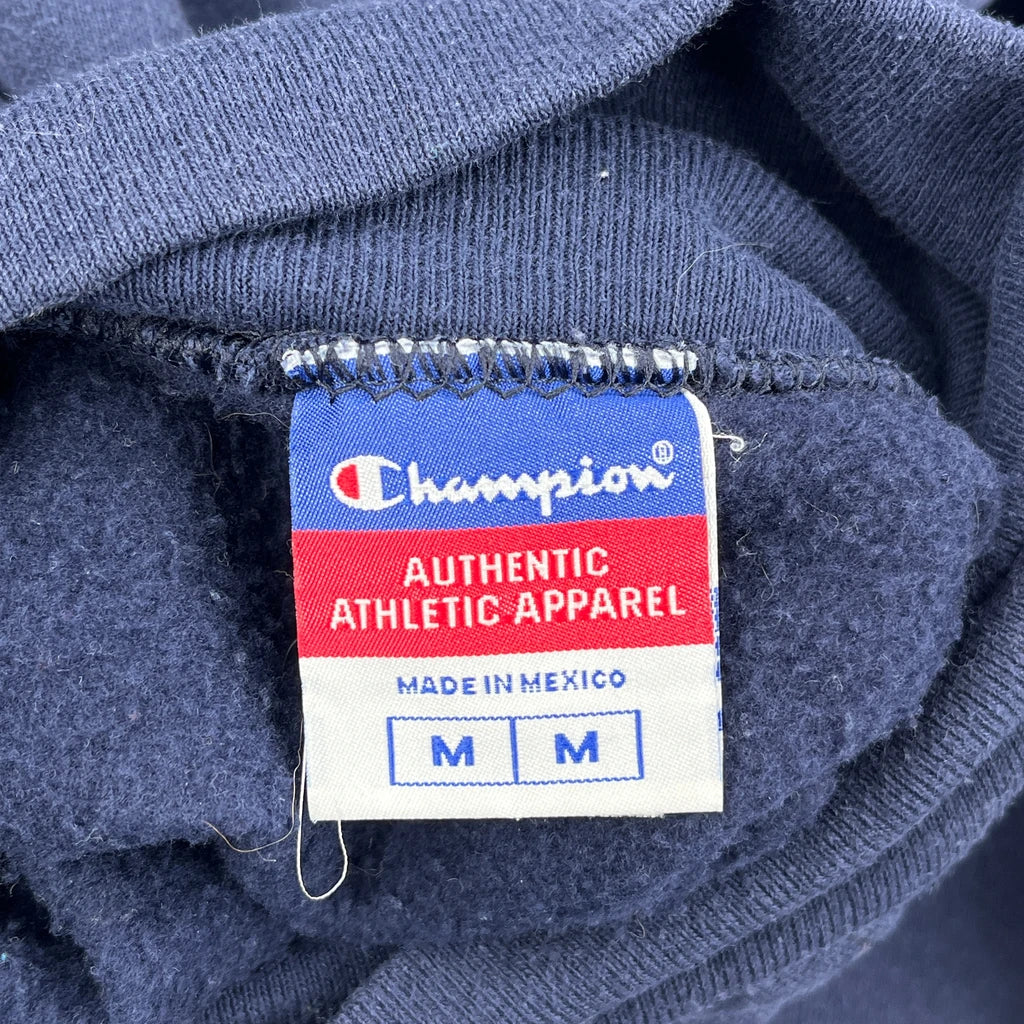 Champion®
AUTHENTIC
ATHLETIC APPAREL
MADE IN MEXICO
M M